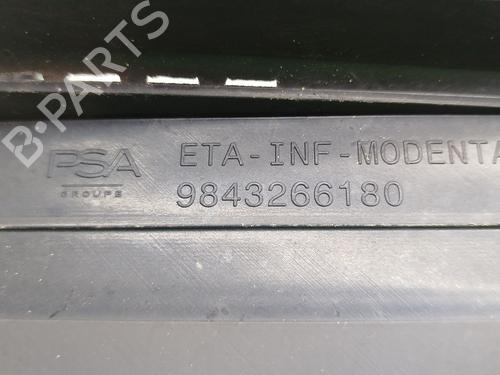 B-PARTS
PSA
GROUPE
ETA-INF-MODENTA
9843266180